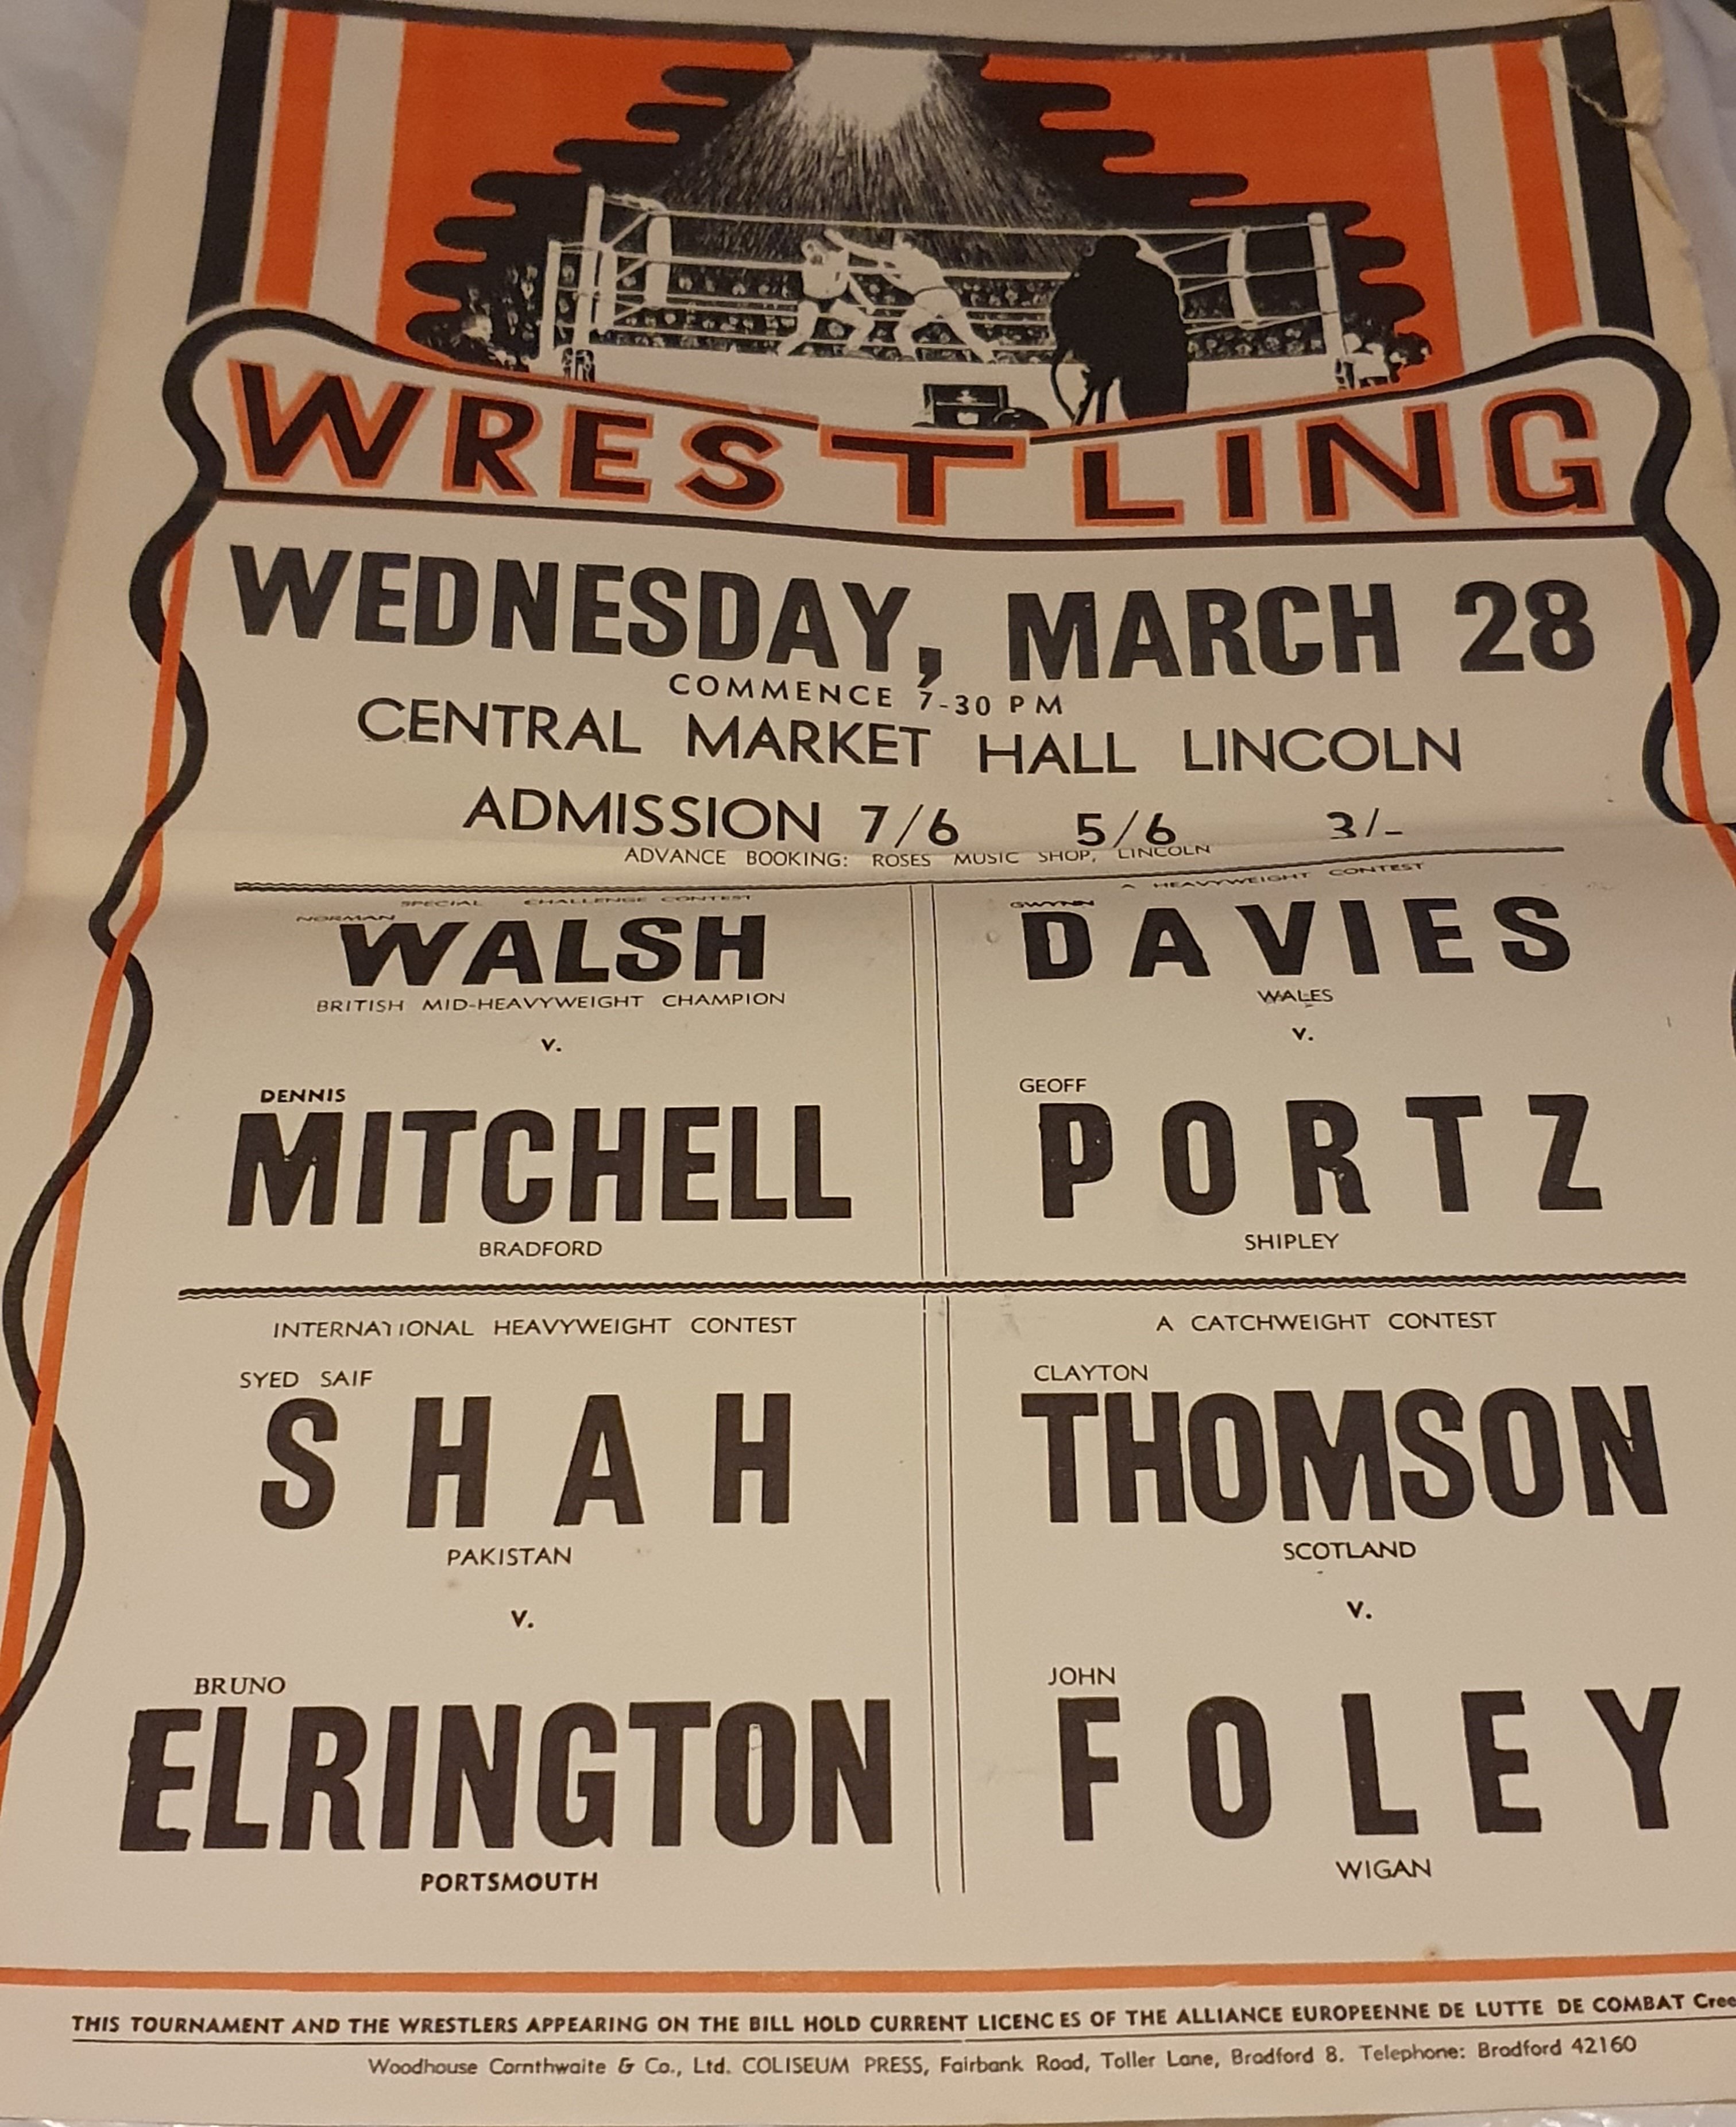 WRESTLING
WEDNESDAY, MARCH 28
COMMENCE 7-30 PM
CENTRAL MARKET HALL LINCOLN
ADMISSION 7/6 5/6 3/-
ADVANCE BOOKING: ROSES MUSIC SHOP, LINCOLN
SPECIAL CHALLENGE CONTEST
NORMAN
WALSH
BRITISH MID-HEAVYWEIGHT CHAMPION
v.
DENNIS
MITCHELL
BRADFORD
A HEAVYWEIGHT CONTEST
GWYNN
DAVIES
WALES
v.
GEOFF
PORTZ
SHIPLEY
INTERNATIONAL HEAVYWEIGHT CONTEST
SYED SAIF
SHAH
PAKISTAN
v.
BRUNO
ELRINGTON
PORTSMOUTH
A CATCHWEIGHT CONTEST
CLAYTON
THOMSON
SCOTLAND
v.
JOHN
FOLEY
WIGAN
THIS TOURNAMENT AND THE WRESTLERS APPEARING ON THE BILL HOLD CURRENT LICENCES OF THE ALLIANCE EUROPEENNE DE LUTTE DE COMBAT Cree
Woodhouse Cornthwaite & Co., Ltd. COLISEUM PRESS, Fairbank Road, Toller Lane, Bradford 8. Telephone: Bradford 42160